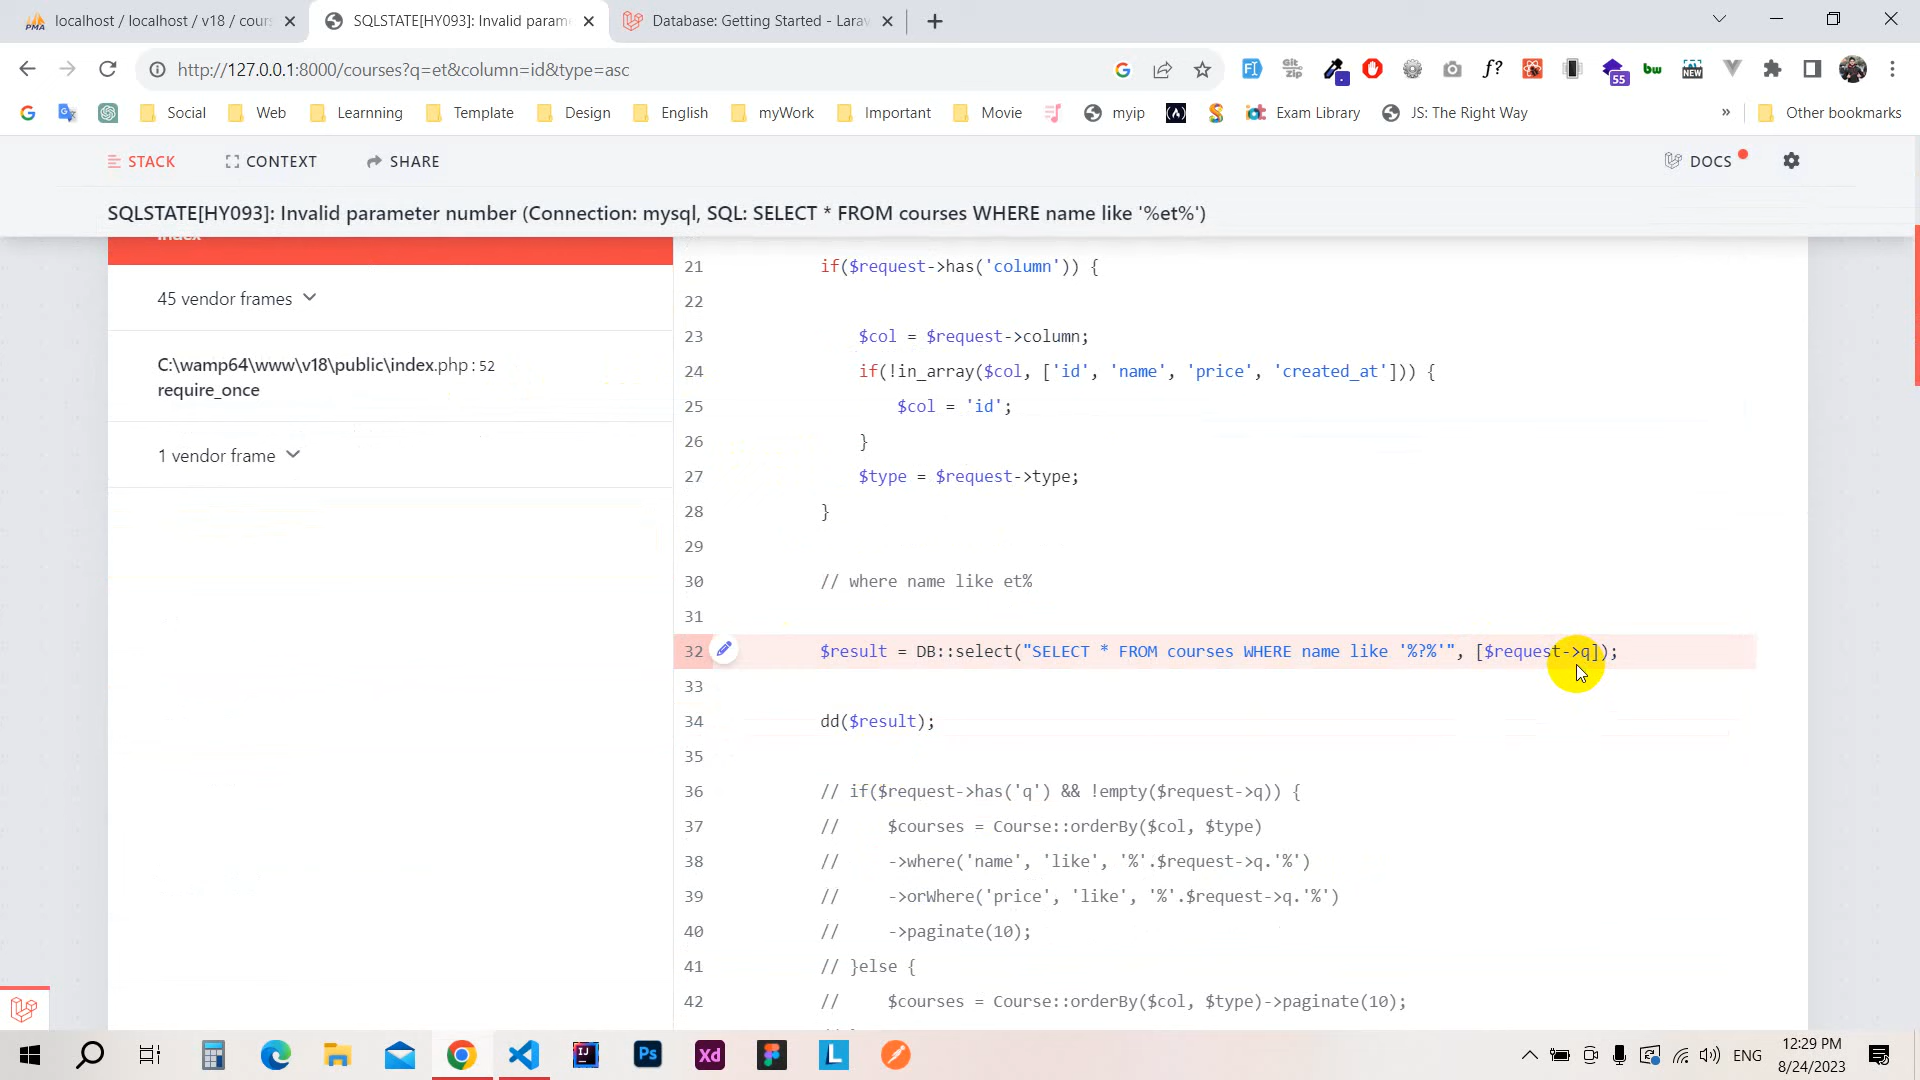 localhost / localhost / v18 / cour
SQLSTATE[HY093]: Invalid param
Database: Getting Started - Larav
http://127.0.0.1:8000/courses?q=et&column=id&type=asc
Social
Web
Learnning
Template
Design
English
myWork
Important
Movie
myip
Exam Library
JS: The Right Way
»
Other bookmarks
STACK
CONTEXT
SHARE
DOCS
SQLSTATE[HY093]: Invalid parameter number (Connection: mysql, SQL: SELECT * FROM courses WHERE name like '%et%')
index
45 vendor frames
C:\wamp64\www\v18\public\index.php : 52
require_once
1 vendor frame
21 if($request->has('column')) {
22
23 $col = $request->column;
24 if(!in_array($col, ['id', 'name', 'price', 'created_at'])) {
25 $col = 'id';
26 }
27 $type = $request->type;
28 }
29
30 // where name like et%
31
32 $result = DB::select("SELECT * FROM courses WHERE name like '%?%'", [$request->q]);
33
34 dd($result);
35
36 // if($request->has('q') && !empty($request->q)) {
37 // $courses = Course::orderBy($col, $type)
38 // ->where('name', 'like', '%'.$request->q.'%')
39 // ->orWhere('price', 'like', '%'.$request->q.'%')
40 // ->paginate(10);
41 // }else {
42 // $courses = Course::orderBy($col, $type)->paginate(10);
ENG
12:29 PM
8/24/2023